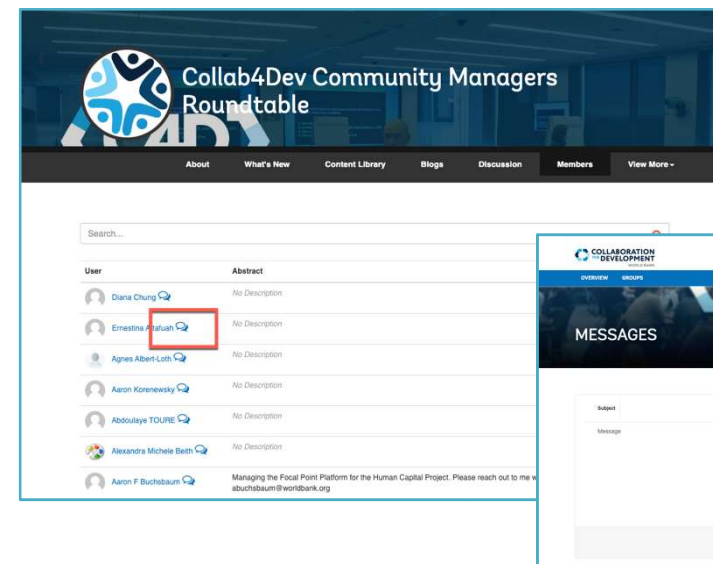 Collab4Dev Community Managers
Roundtable
About What's New Content Library Blogs Discussion Members View More
Search...
User Abstract
Diana Chung No Description
Ernestina Attafuah No Description
Agnes Albert-Loth No Description
Aaron Korenewsky No Description
Abdoulaye TOURE No Description
Alexandra Michele Beith No Description
Aaron F Buchsbaum Managing the Focal Point Platform for the Human Capital Project. Please reach out to me w
abuchsbaum@worldbank.org
COLLABORATION
FOR DEVELOPMENT
WORLD BANK
OVERVIEW GROUPS
MESSAGES
Subject
Message